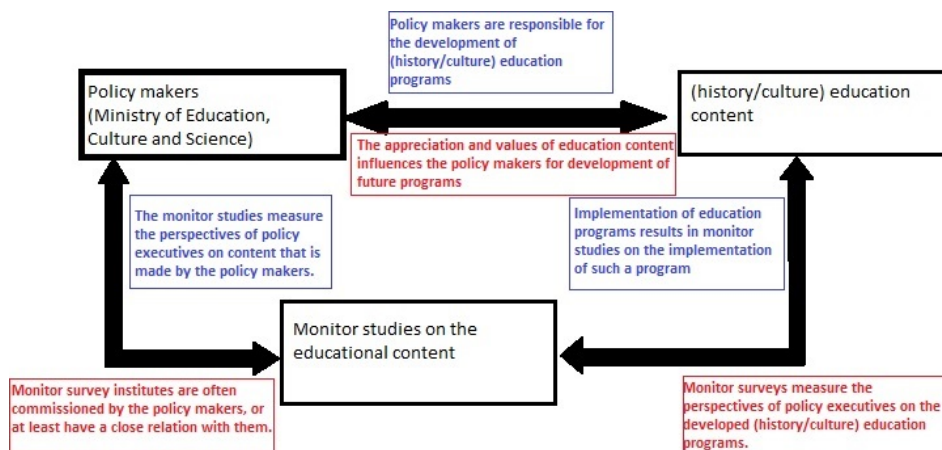 Policy makers are responsible for
the development of
(history/culture) education
programs
Policy makers
(Ministry of Education,
Culture and Science)
(history/culture) education
content
The appreciation and values of education content
influences the policy makers for development of
future programs
The monitor studies measure
the perspectives of policy
executives on content that is
made by the policy makers.
Implementation of education
programs results in monitor
studies on the implementation
of such a program
Monitor studies on the
educational content
Monitor survey institutes are often
commissioned by the policy makers, or
at least have a close relation with them.
Monitor surveys measure the
perspectives of policy executives on the
developed (history/culture) education
programs.